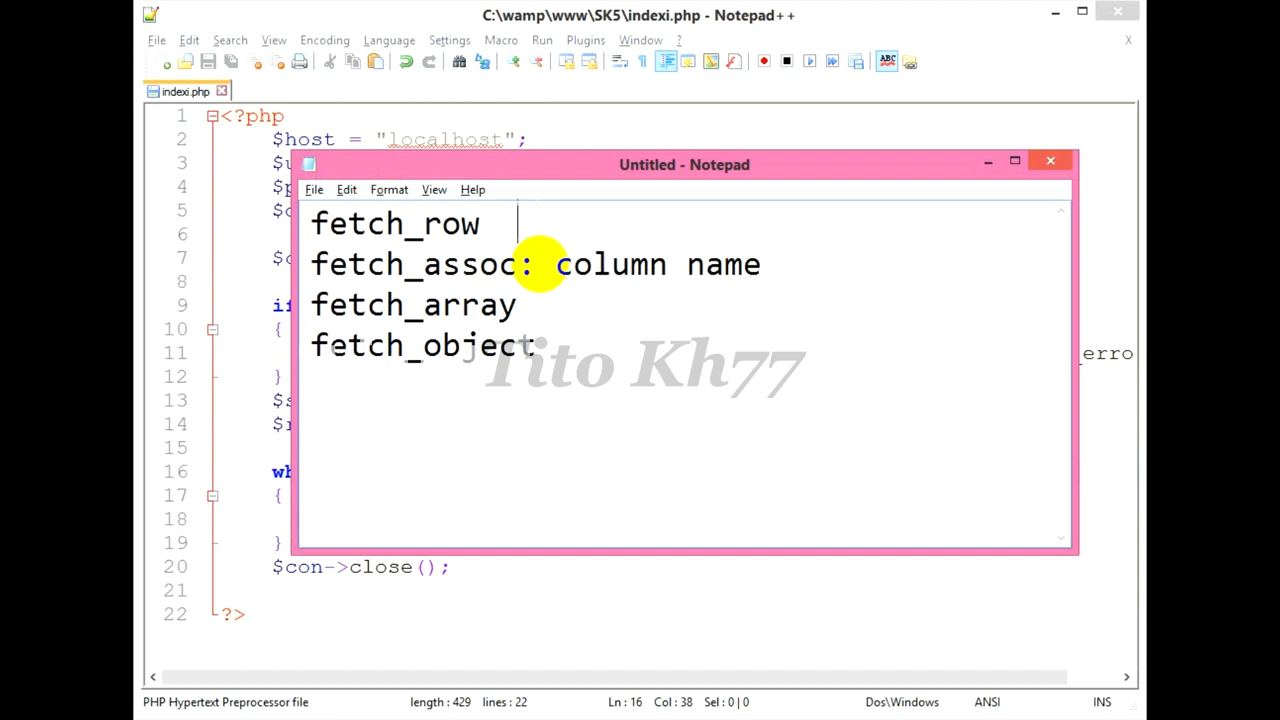 C:\wamp\www\SK5\indexi.php - Notepad++
File Edit Search View Encoding Language Settings Macro Run Plugins Window ? X
indexi.php
1 <?php
2 $host = "localhost";
3
4
5
6
7
8
9 if
10 {
11 erro
12 }
13
14
15
16 wh
17 {
18
19 }
20 $con->close();
21
22 ?>
Untitled - Notepad
File Edit Format View Help
fetch_row
fetch_assoc: column name
fetch_array
fetch_object
Tito Kh77
PHP Hypertext Preprocessor file length : 429 lines : 22 Ln : 16 Col : 38 Sel : 0 | 0 Dos\Windows ANSI INS